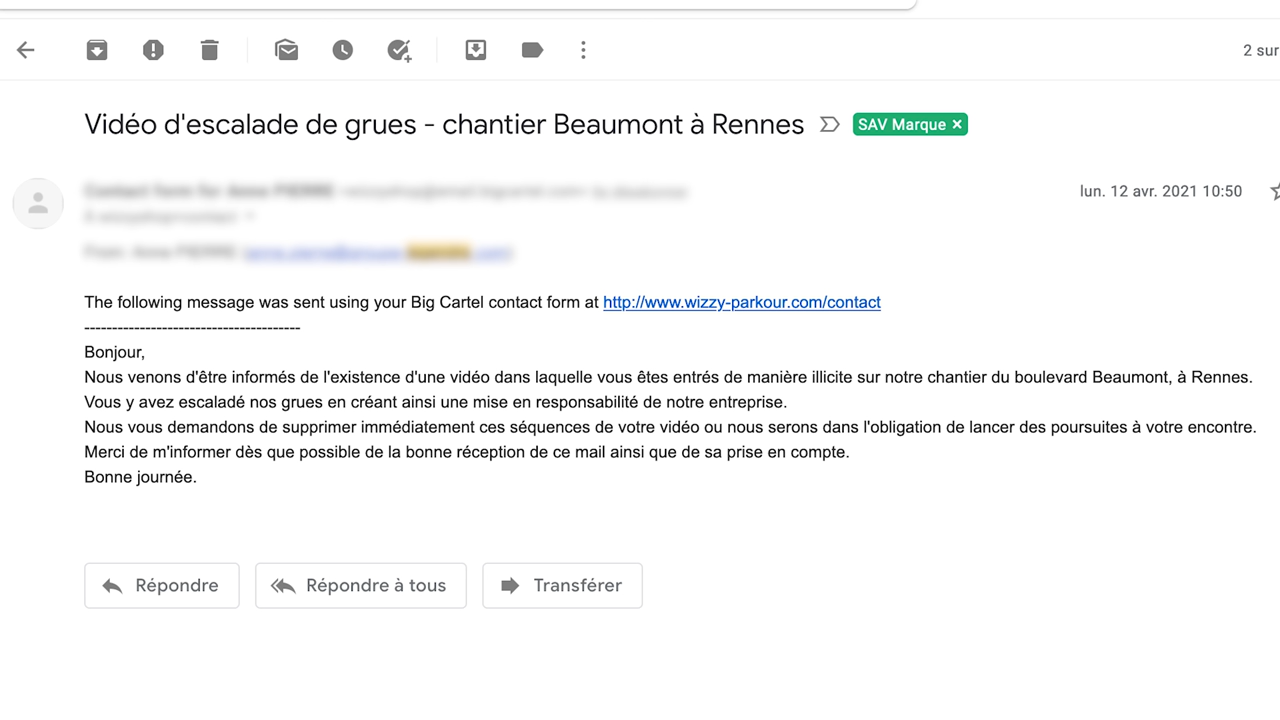 2 sur
Vidéo d'escalade de grues - chantier Beaumont à Rennes
SAV Marque ×
lun. 12 avr. 2021 10:50
The following message was sent using your Big Cartel contact form at http://www.wizzy-parkour.com/contact
---------------------------------------
Bonjour,
Nous venons d'être informés de l'existence d'une vidéo dans laquelle vous êtes entrés de manière illicite sur notre chantier du boulevard Beaumont, à Rennes.
Vous y avez escaladé nos grues en créant ainsi une mise en responsabilité de notre entreprise.
Nous vous demandons de supprimer immédiatement ces séquences de votre vidéo ou nous serons dans l'obligation de lancer des poursuites à votre encontre.
Merci de m'informer dès que possible de la bonne réception de ce mail ainsi que de sa prise en compte.
Bonne journée.
Répondre
Répondre à tous
Transférer